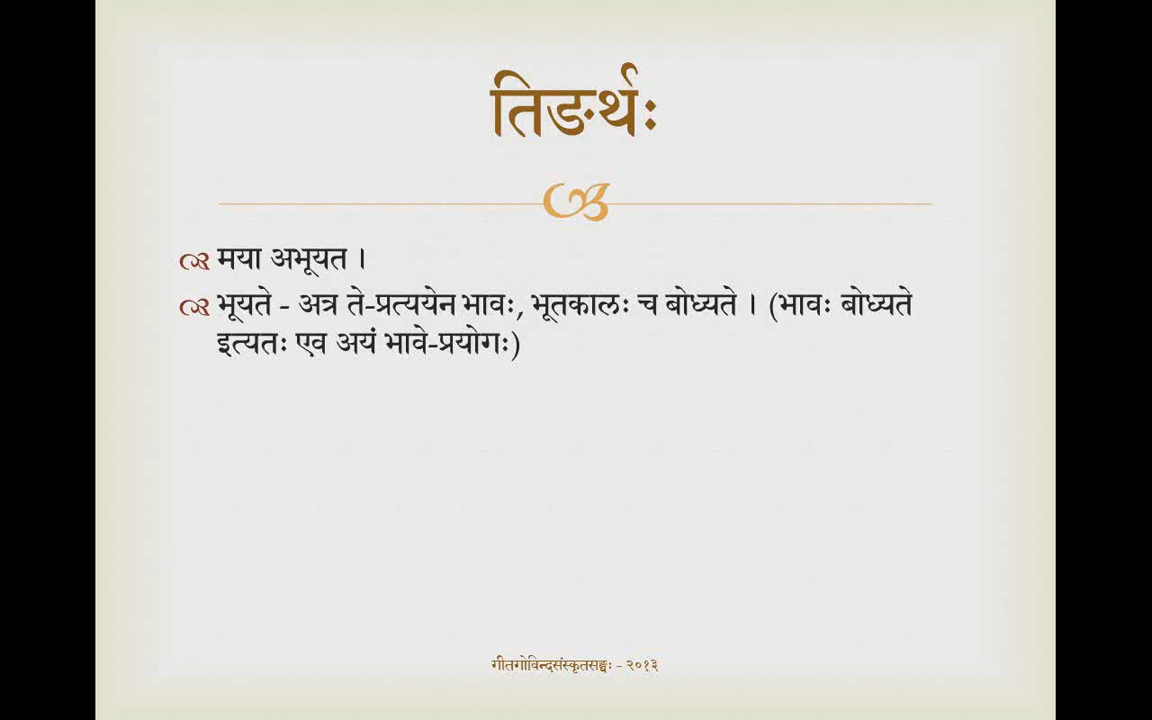 तिङर्थः
मया अभूयत ।
भूयते - अत्र ते-प्रत्ययेन भावः, भूतकालः च बोध्यते । (भावः बोध्यते
इत्यतः एव अयं भावे-प्रयोगः)
गीतगोविन्दसंस्कृतसङ्घः - २०१३